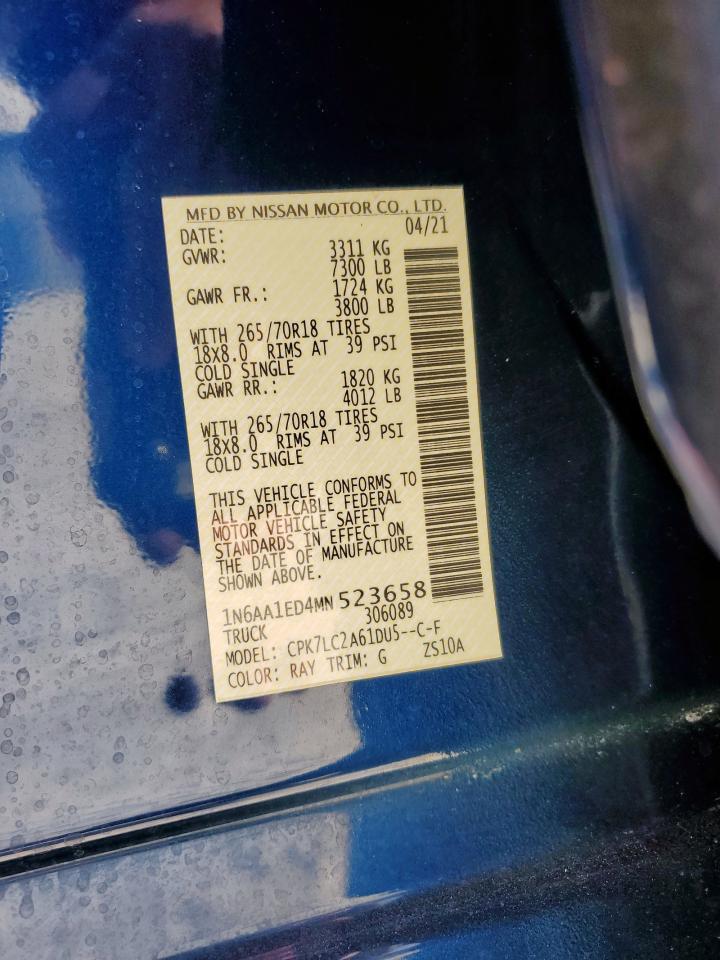 MFD BY NISSAN MOTOR CO., LTD.
DATE: 04/21
GVWR: 3311 KG
7300 LB
GAWR FR.: 1724 KG
3800 LB
WITH 265/70R18 TIRES
18X8.0 RIMS AT 39 PSI
COLD SINGLE
GAWR RR.: 1820 KG
4012 LB
WITH 265/70R18 TIRES
18X8.0 RIMS AT 39 PSI
COLD SINGLE
THIS VEHICLE CONFORMS TO
ALL APPLICABLE FEDERAL
MOTOR VEHICLE SAFETY
STANDARDS IN EFFECT ON
THE DATE OF MANUFACTURE
SHOWN ABOVE.
1N6AA1ED4MN523658
TRUCK 306089
MODEL: CPK7LC2A61DU5--C-F
COLOR: RAY TRIM: G ZS10A